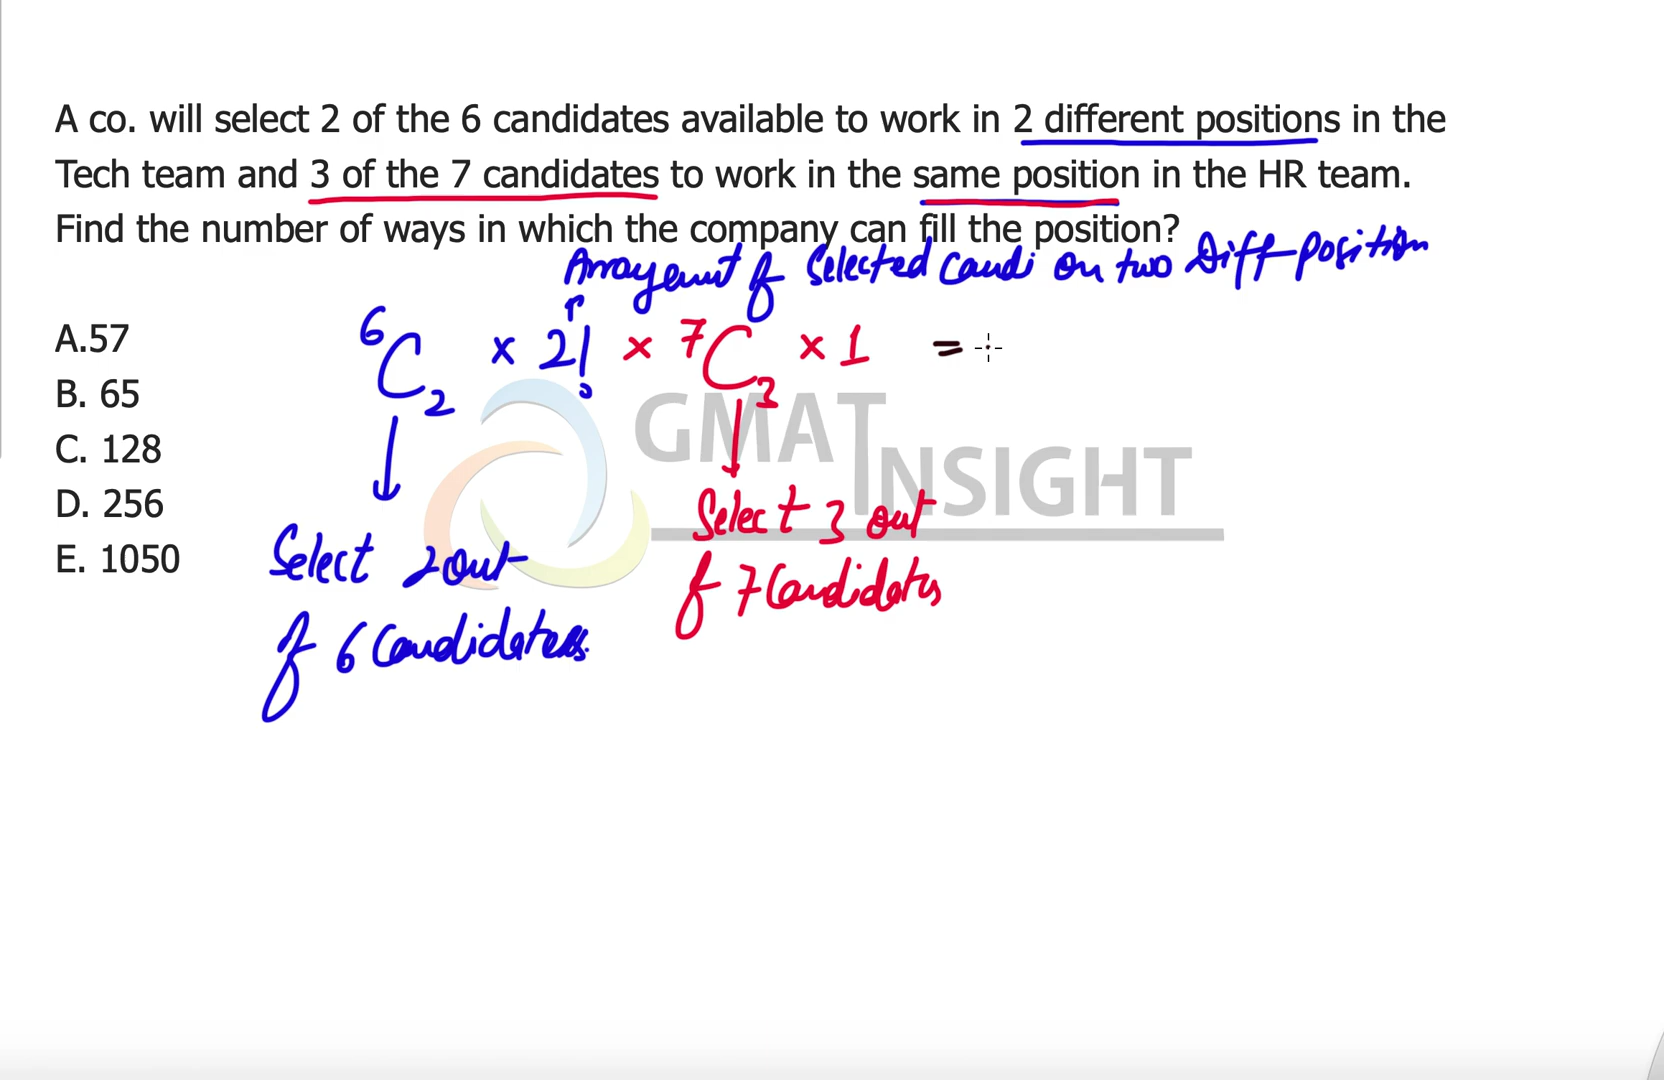 A co. will select 2 of the 6 candidates available to work in 2 different positions in the
Tech team and 3 of the 7 candidates to work in the same position in the HR team.
Find the number of ways in which the company can fill the position?
Arrangement of Selected Candi on two Diff Position
A.57
B. 65
C. 128
D. 256
E. 1050
⁶C₂ × 2! × ⁷C₃ × 1 =
GMAT INSIGHT
Select 2 out
of 6 Candidates.
Select 3 out
of 7 Candidates